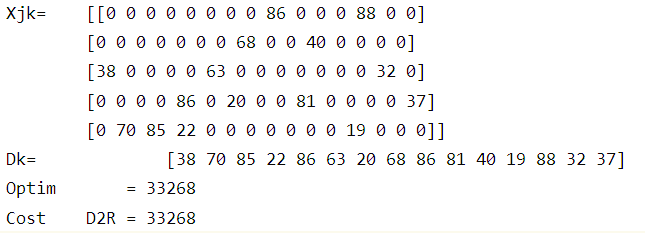 Xjk= [[0 0 0 0 0 0 0 0 86 0 0 0 88 0 0]
[0 0 0 0 0 0 0 68 0 0 40 0 0 0 0]
[38 0 0 0 0 63 0 0 0 0 0 0 0 32 0]
[0 0 0 0 86 0 20 0 0 81 0 0 0 0 37]
[0 70 85 22 0 0 0 0 0 0 0 19 0 0 0]]
Dk= [38 70 85 22 86 63 20 68 86 81 40 19 88 32 37]
Optim = 33268
Cost D2R = 33268